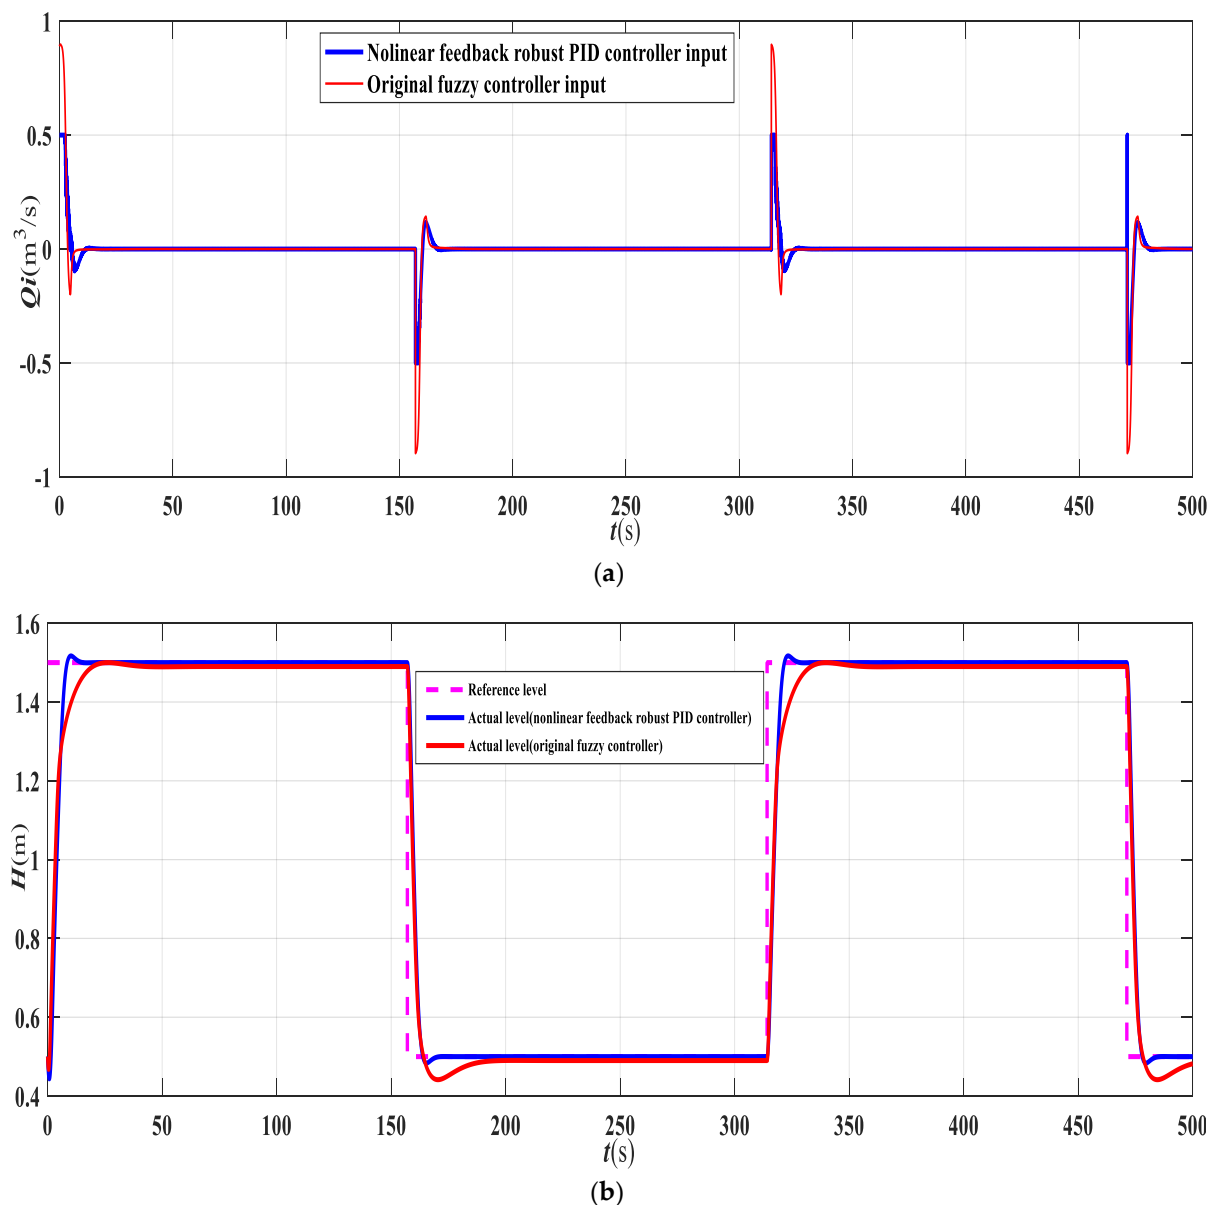 1
0.5
0
-0.5
-1
Qi(m³/s)
Nolinear feedback robust PID controller input
Original fuzzy controller input
0 50 100 150 200 250 300 350 400 450 500
t(s)
(a)
1.6
1.4
1.2
1
0.8
0.6
0.4
H(m)
Reference level
Actual level(nonlinear feedback robust PID controller)
Actual level(original fuzzy controller)
0 50 100 150 200 250 300 350 400 450 500
t(s)
(b)